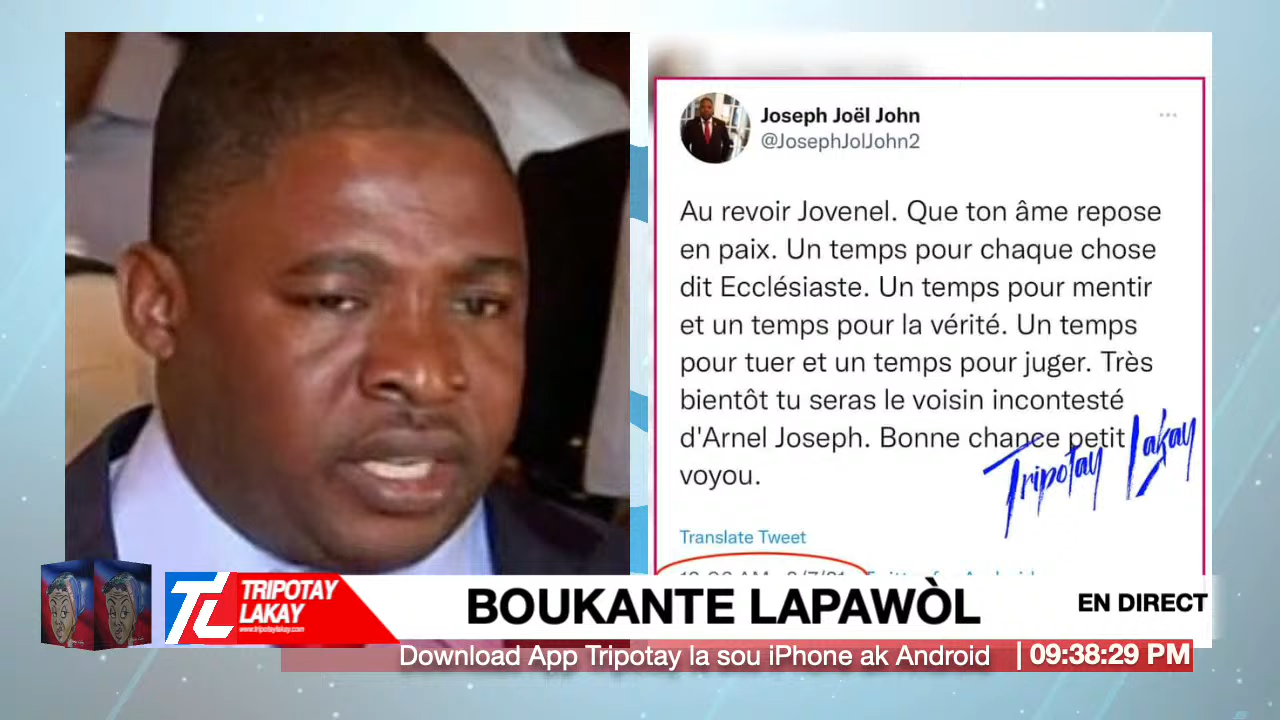 Joseph Joël John
@JosephJolJohn2
Au revoir Jovenel. Que ton âme repose
en paix. Un temps pour chaque chose
dit Ecclésiaste. Un temps pour mentir
et un temps pour la vérité. Un temps
pour tuer et un temps pour juger. Très
bientôt tu seras le voisin incontesté
d'Arnel Joseph. Bonne chance petit
voyou.
Tripotay Lakay
Translate Tweet
TL
TRIPOTAY
LAKAY
www.tripotaylakay.com
BOUKANTE LAPAWÒL
EN DIRECT
Download App Tripotay la sou iPhone ak Android
09:38:29 PM